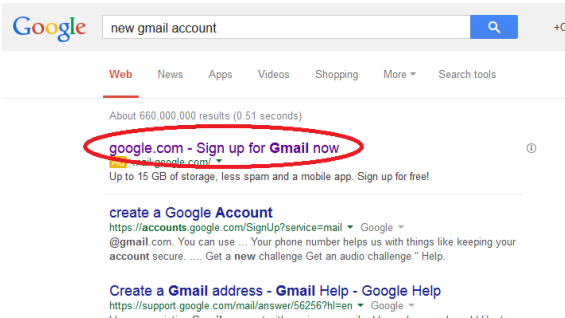 Google new gmail account +
Web News Apps Videos Shopping More Search tools
About 660,000,000 results (0.51 seconds)
google.com - Sign up for Gmail now
Ad mail.google.com/
Up to 15 GB of storage, less spam and a mobile app. Sign up for free!
create a Google Account
https://accounts.google.com/SignUp?service=mail Google
@gmail.com. You can use ... Your phone number helps us with things like keeping your
account secure. .... Get a new challenge Get an audio challenge " Help.
Create a Gmail address - Gmail Help - Google Help
https://support.google.com/mail/answer/56256?hl=en Google